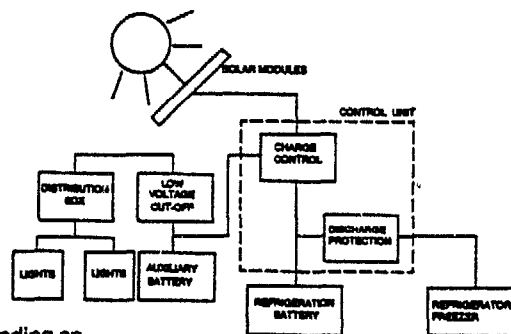 SOLAR MODULES
CONTROL UNIT
CHARGE
CONTROL
DISTRIBUTION
BOX
LOW
VOLTAGE
CUT-OFF
DISCHARGE
PROTECTION
LIGHTS
LIGHTS
AUXILIARY
BATTERY
REFRIGERATION
BATTERY
REFRIGERATOR
FREEZER